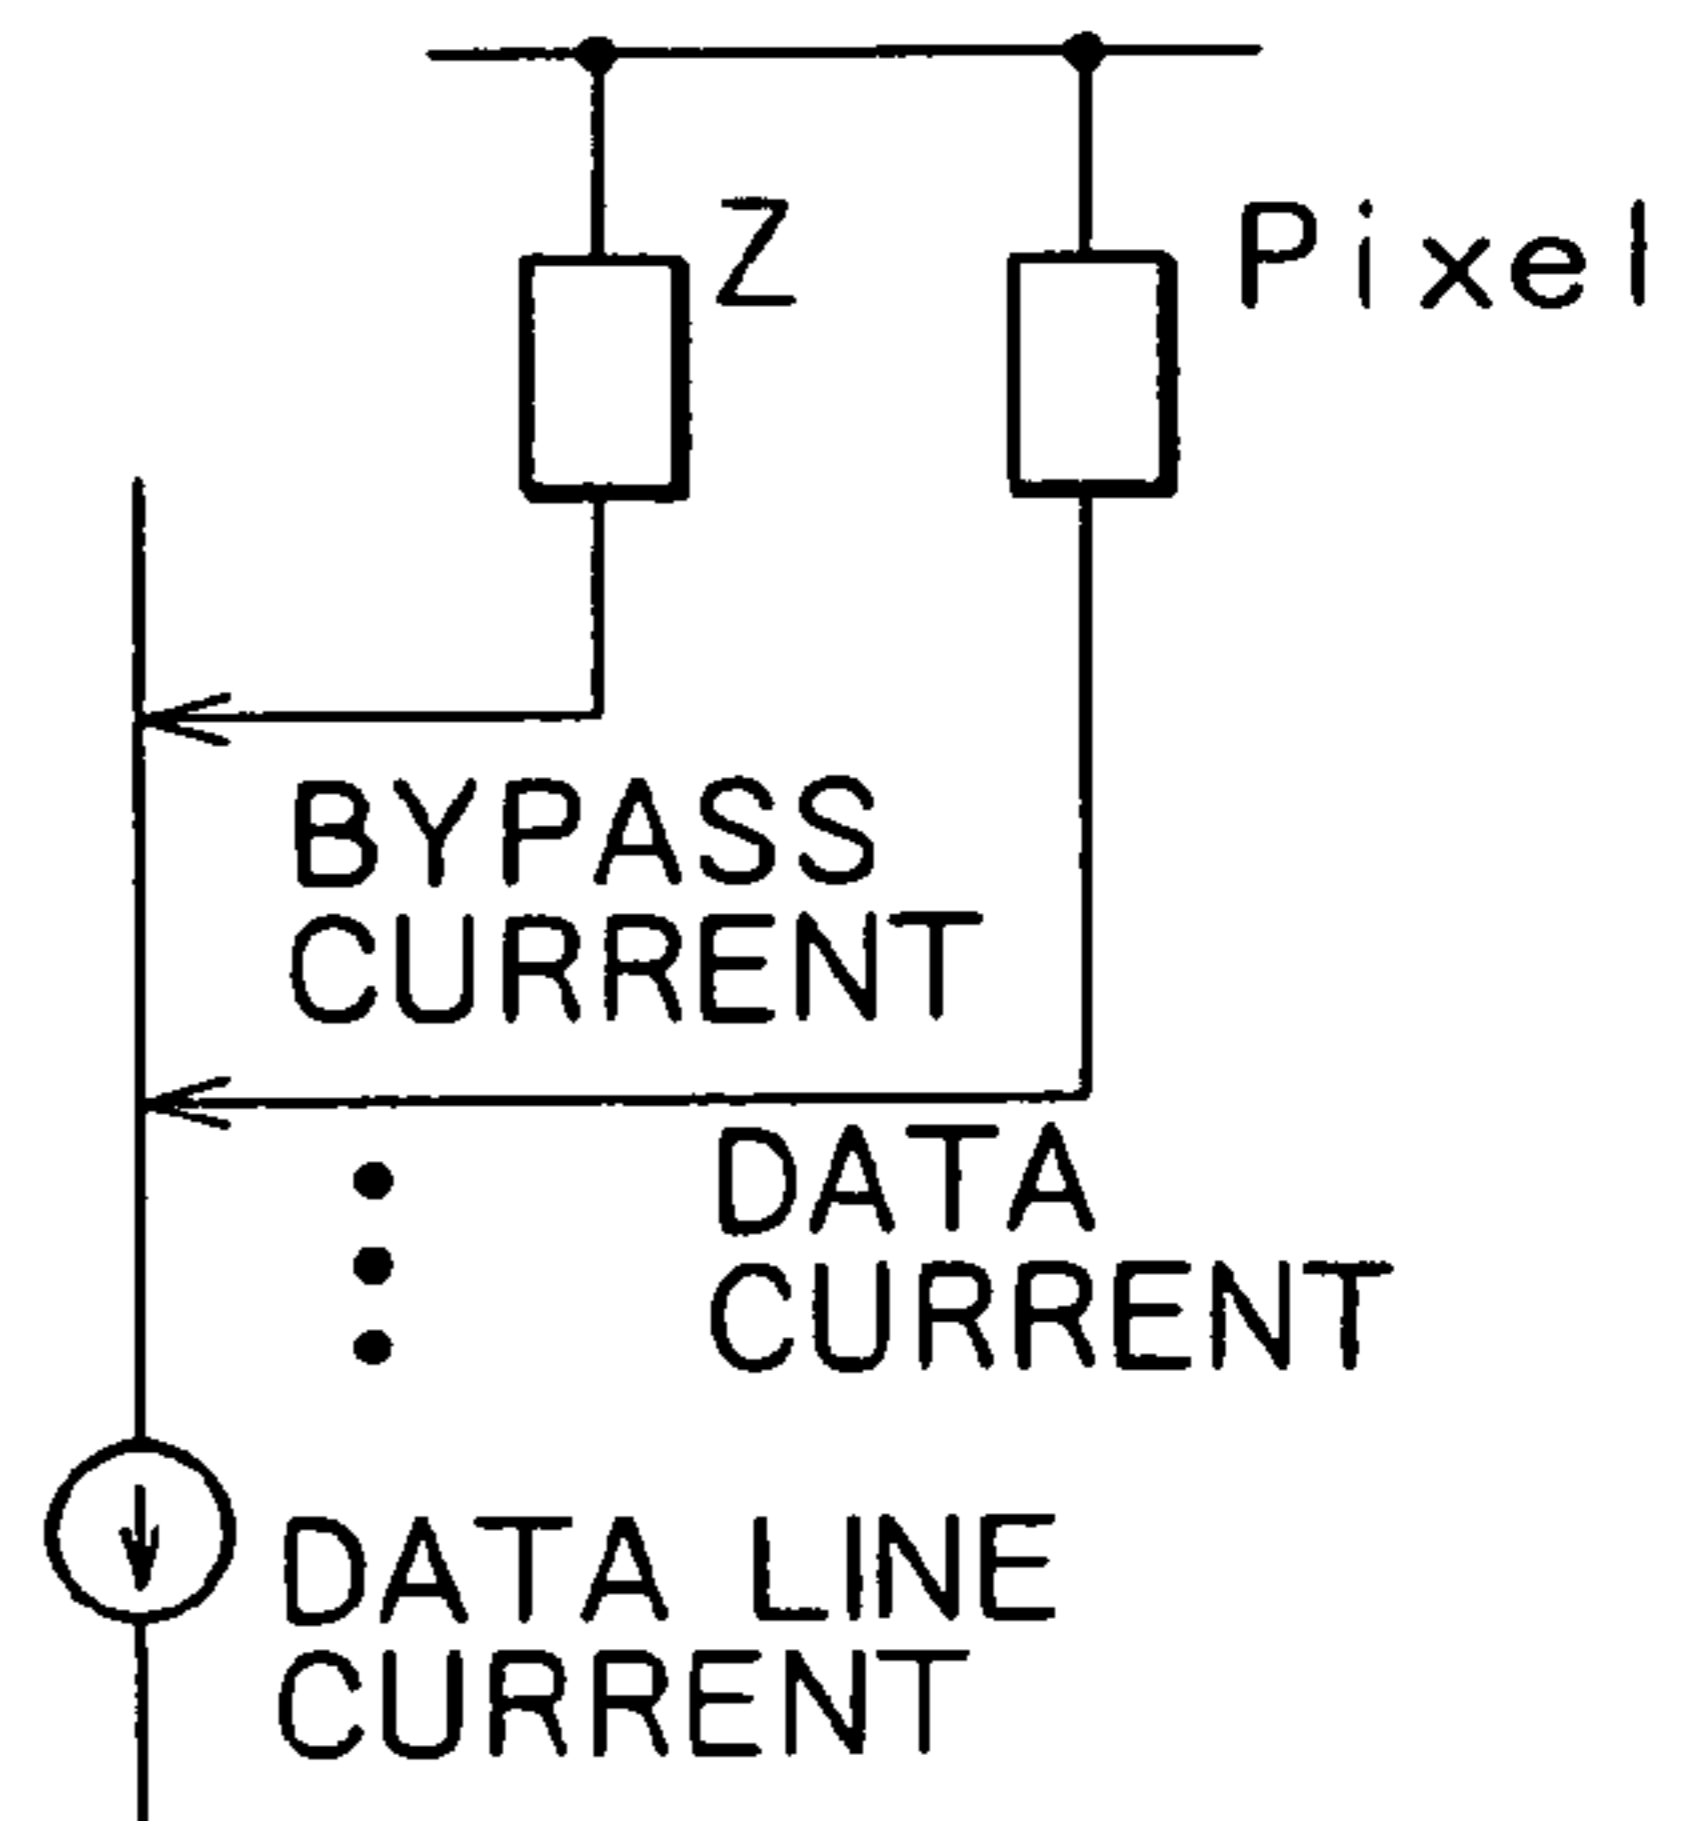 Z
Pixel
BYPASS
CURRENT
DATA
CURRENT
DATA LINE
CURRENT